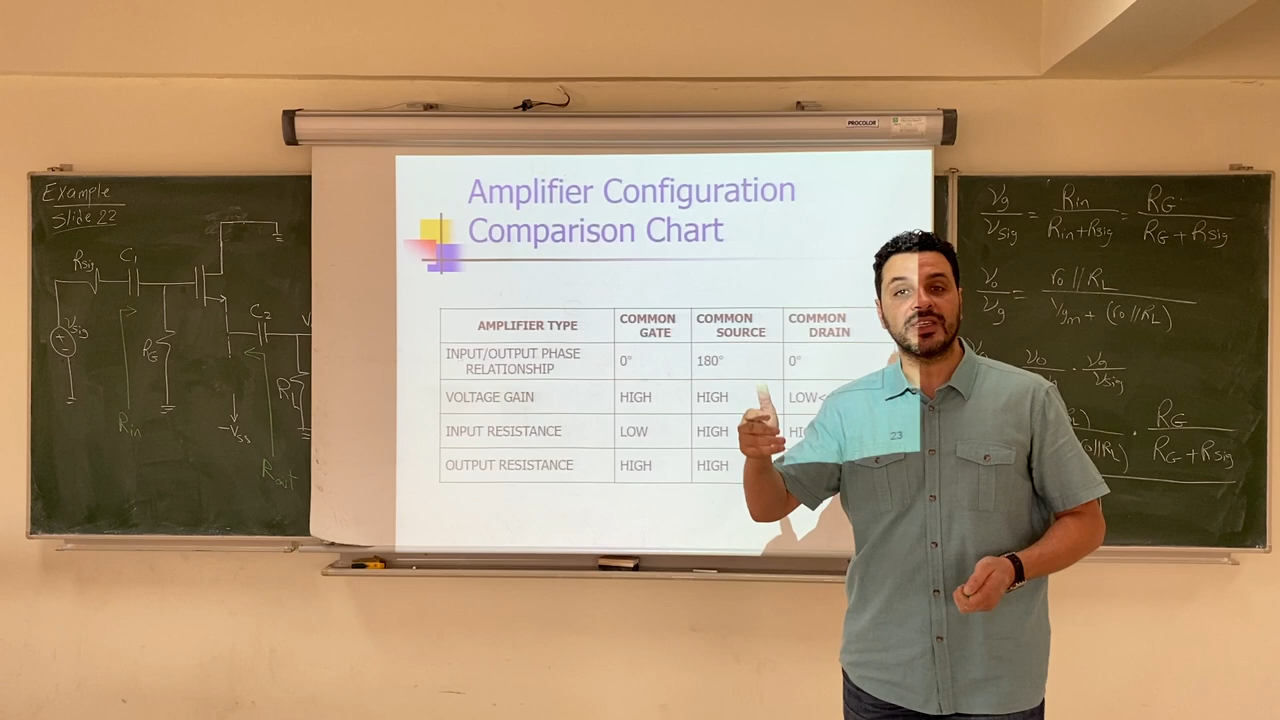 PROCOLOR
Example
Slide 22
Rsig
C1
Vsig
RG
Rin
C2
V
RL
-Vss
Rout
Amplifier Configuration
Comparison Chart
AMPLIFIER TYPE COMMON GATE COMMON SOURCE COMMON DRAIN
INPUT/OUTPUT PHASE RELATIONSHIP 0° 180° 0°
VOLTAGE GAIN HIGH HIGH LOW<
INPUT RESISTANCE LOW HIGH
OUTPUT RESISTANCE HIGH HIGH
23
Vg/Vsig = Rin/(Rin+Rsig) = RG/(RG+Rsig)
Vo/Vg = ro//RL/(1/gm + (ro//RL))
Vo · Vg/Vsig
ro//RL) · RG/(RG+Rsig)